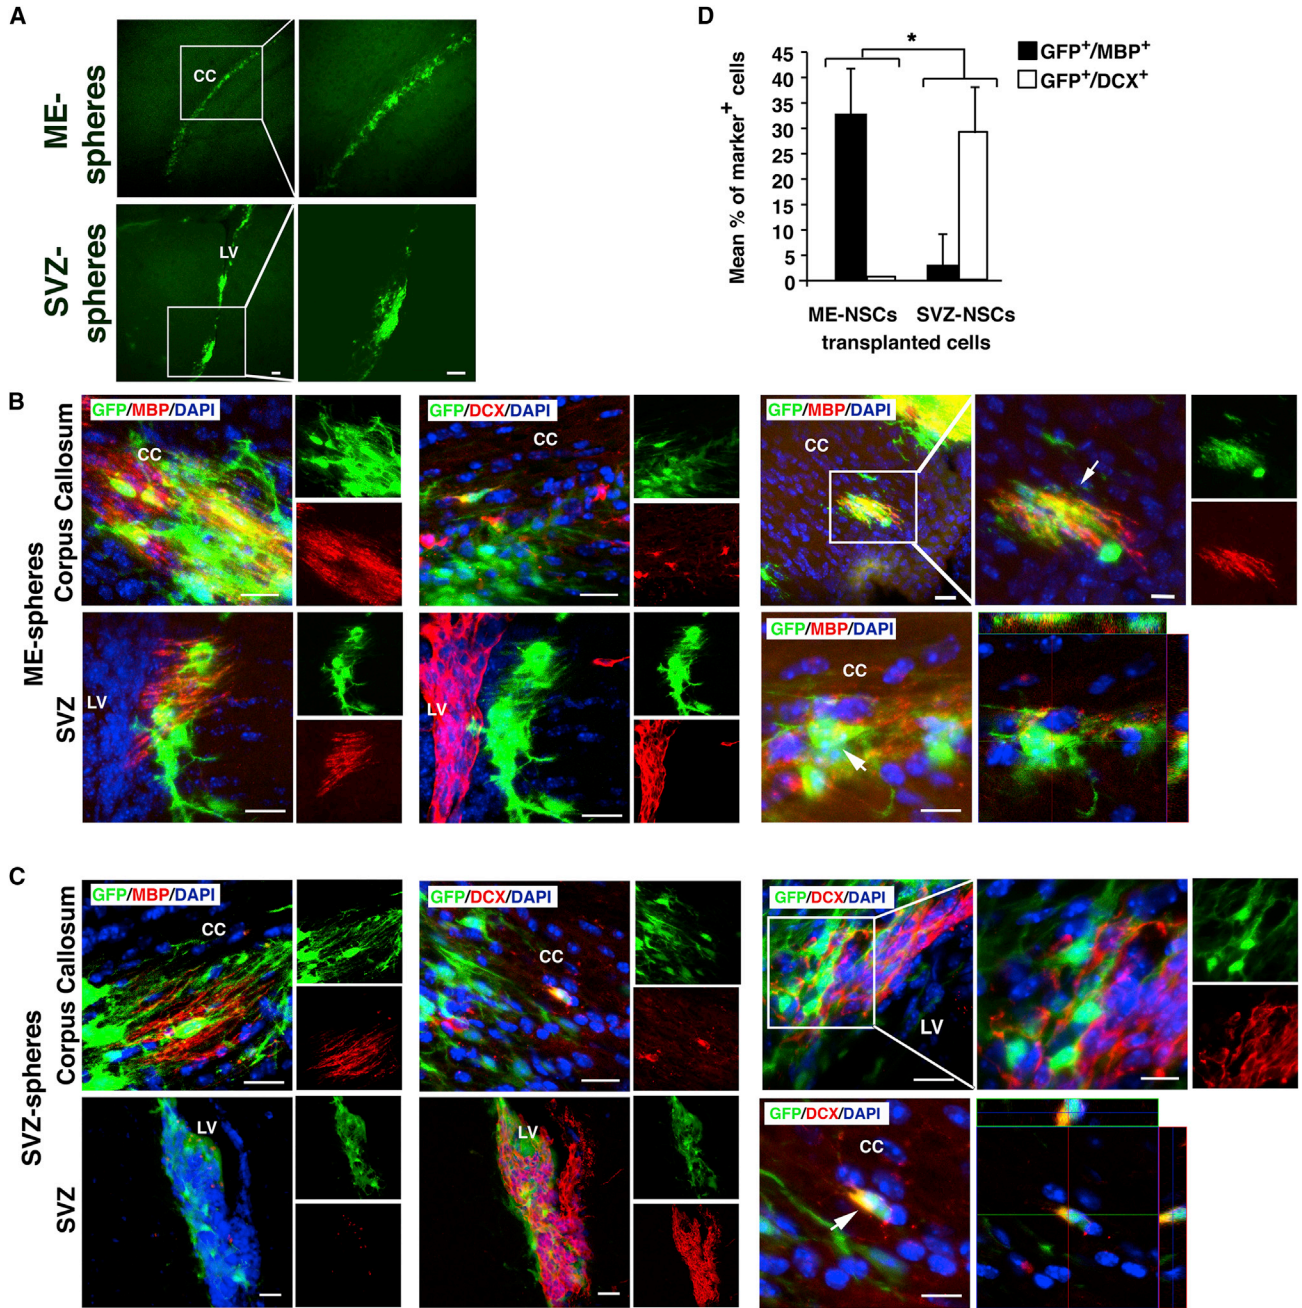 A
ME-
spheres
CC
SVZ-
spheres
LV
D
*
GFP+/MBP+
GFP+/DCX+
Mean % of marker+ cells
45
40
35
30
25
20
15
10
5
0
ME-NSCs SVZ-NSCs
transplanted cells
B
ME-spheres
Corpus Callosum
GFP/MBP/DAPI
CC
GFP/DCX/DAPI
CC
GFP/MBP/DAPI
CC
SVZ
LV
LV
GFP/MBP/DAPI
CC
C
SVZ-spheres
Corpus Callosum
GFP/MBP/DAPI
CC
GFP/DCX/DAPI
CC
GFP/DCX/DAPI
LV
SVZ
LV
LV
GFP/DCX/DAPI
CC